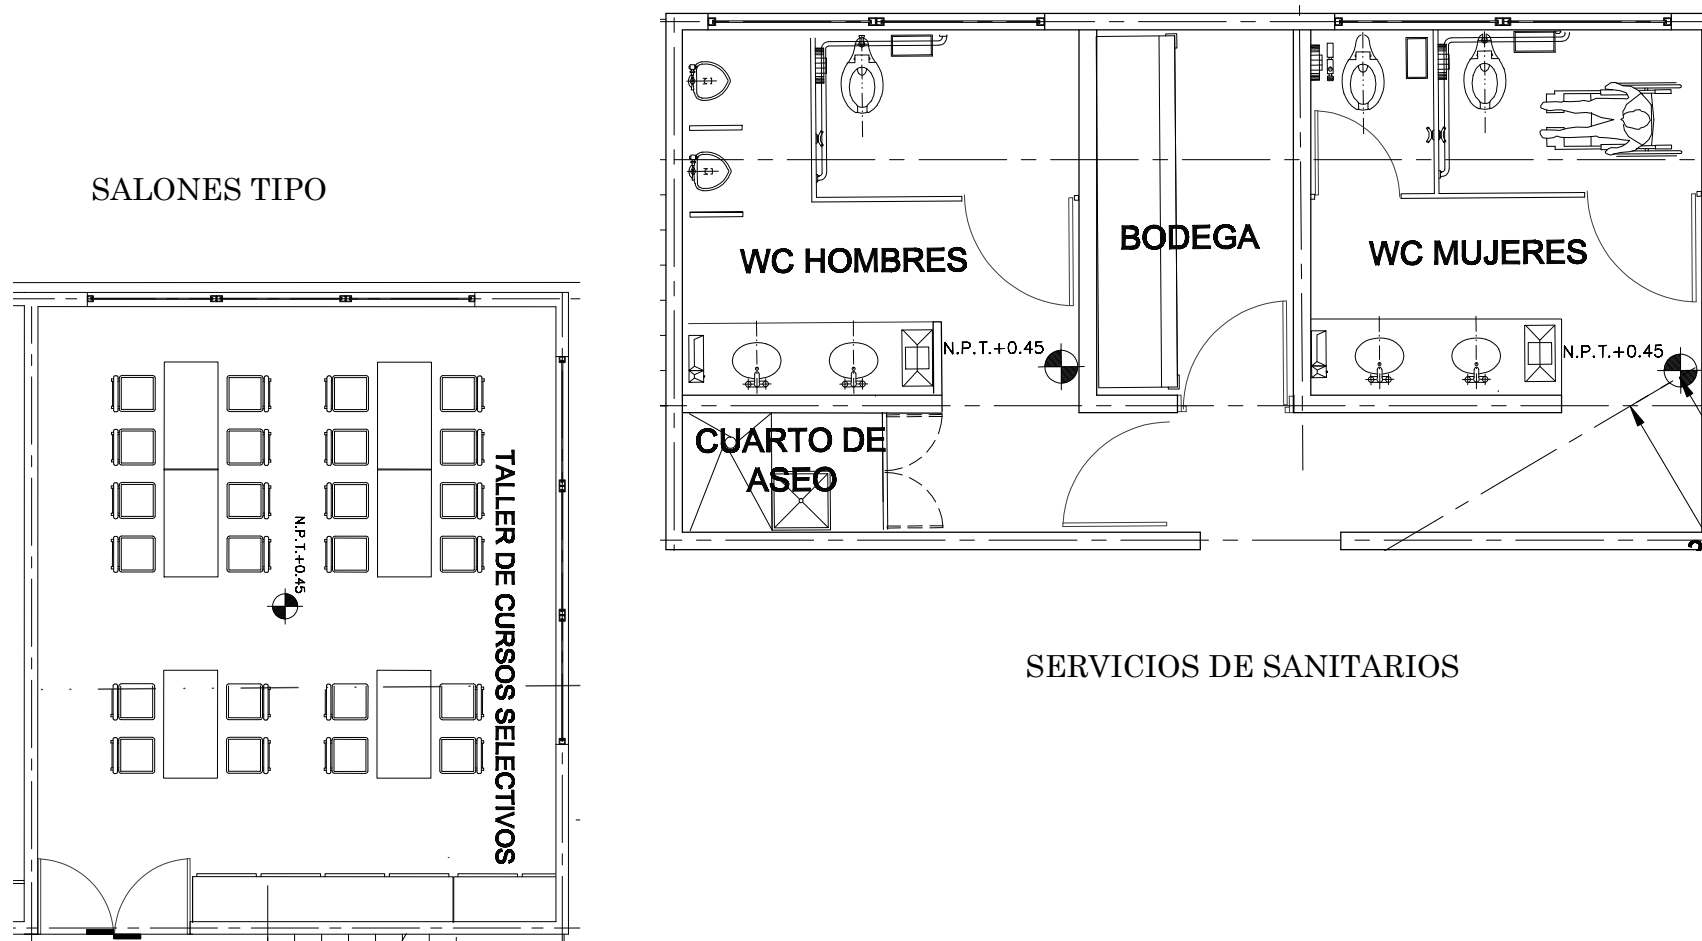 SALONES TIPO
TALLER DE CURSOS SELECTIVOS
N.P.T.+0.45
WC HOMBRES
BODEGA
WC MUJERES
N.P.T.+0.45
N.P.T.+0.45
CUARTO DE
ASEO
SERVICIOS DE SANITARIOS